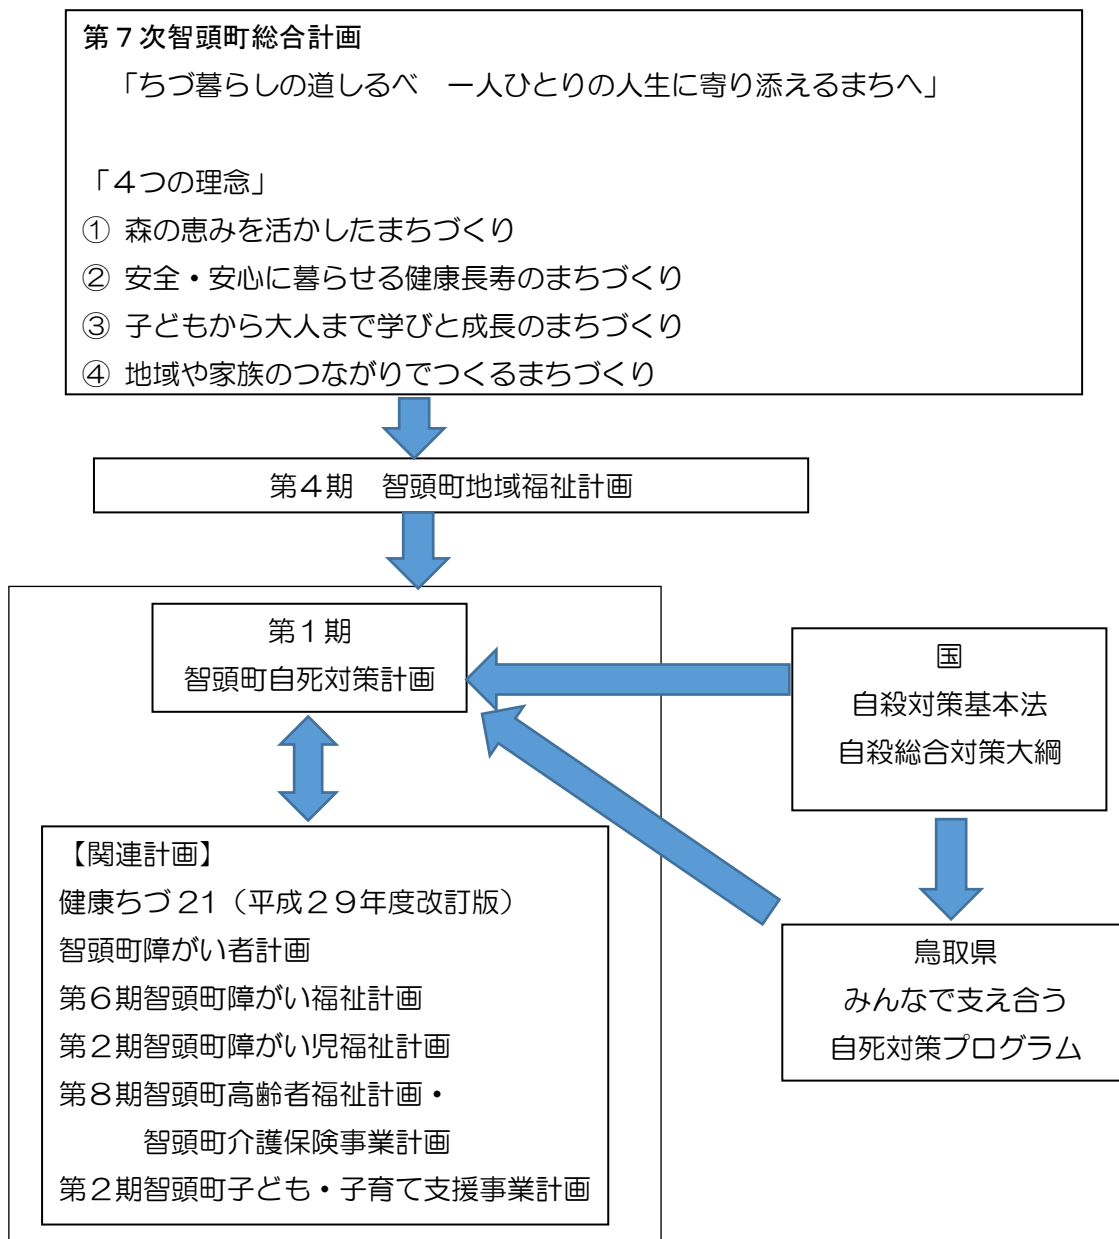 第７次智頭町総合計画
「ちづ暮らしの道しるべ　一人ひとりの人生に寄り添えるまちへ」
「４つの理念」
① 森の恵みを活かしたまちづくり
② 安全・安心に暮らせる健康長寿のまちづくり
③ 子どもから大人まで学びと成長のまちづくり
④ 地域や家族のつながりでつくるまちづくり
第４期　智頭町地域福祉計画
第１期
智頭町自死対策計画
国
自殺対策基本法
自殺総合対策大綱
【関連計画】
健康ちづ 21（平成２９年度改訂版）
智頭町障がい者計画
第６期智頭町障がい福祉計画
第２期智頭町障がい児福祉計画
第８期智頭町高齢者福祉計画・
智頭町介護保険事業計画
第２期智頭町子ども・子育て支援事業計画
鳥取県
みんなで支え合う
自死対策プログラム